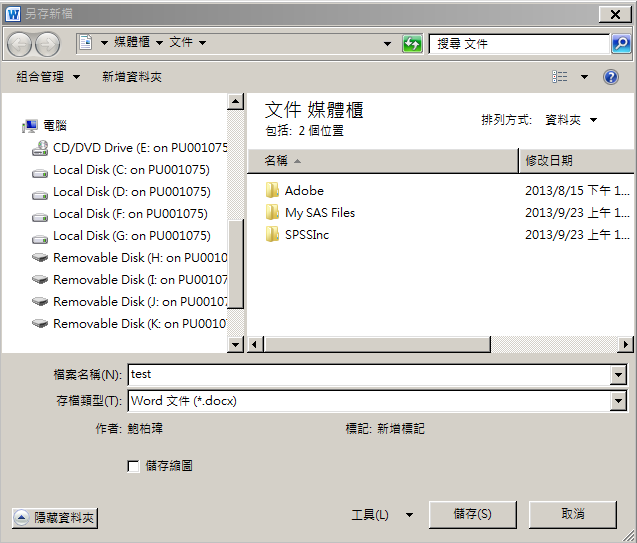 另存新檔
媒體櫃 文件
搜尋 文件
組合管理 新增資料夾
電腦
CD/DVD Drive (E: on PU001075
Local Disk (C: on PU001075)
Local Disk (D: on PU001075)
Local Disk (F: on PU001075)
Local Disk (G: on PU001075)
Removable Disk (H: on PU0010
Removable Disk (I: on PU00107
Removable Disk (J: on PU00107
Removable Disk (K: on PU0010
文件 媒體櫃
包括: 2 個位置
排列方式: 資料夾
名稱 修改日期
Adobe 2013/8/15 下午 1...
My SAS Files 2013/9/23 上午 1...
SPSSInc 2013/9/23 上午 1...
檔案名稱(N): test
存檔類型(T): Word 文件 (*.docx)
作者: 鮑柏瑋 標記: 新增標記
儲存縮圖
隱藏資料夾 工具(L) 儲存(S) 取消